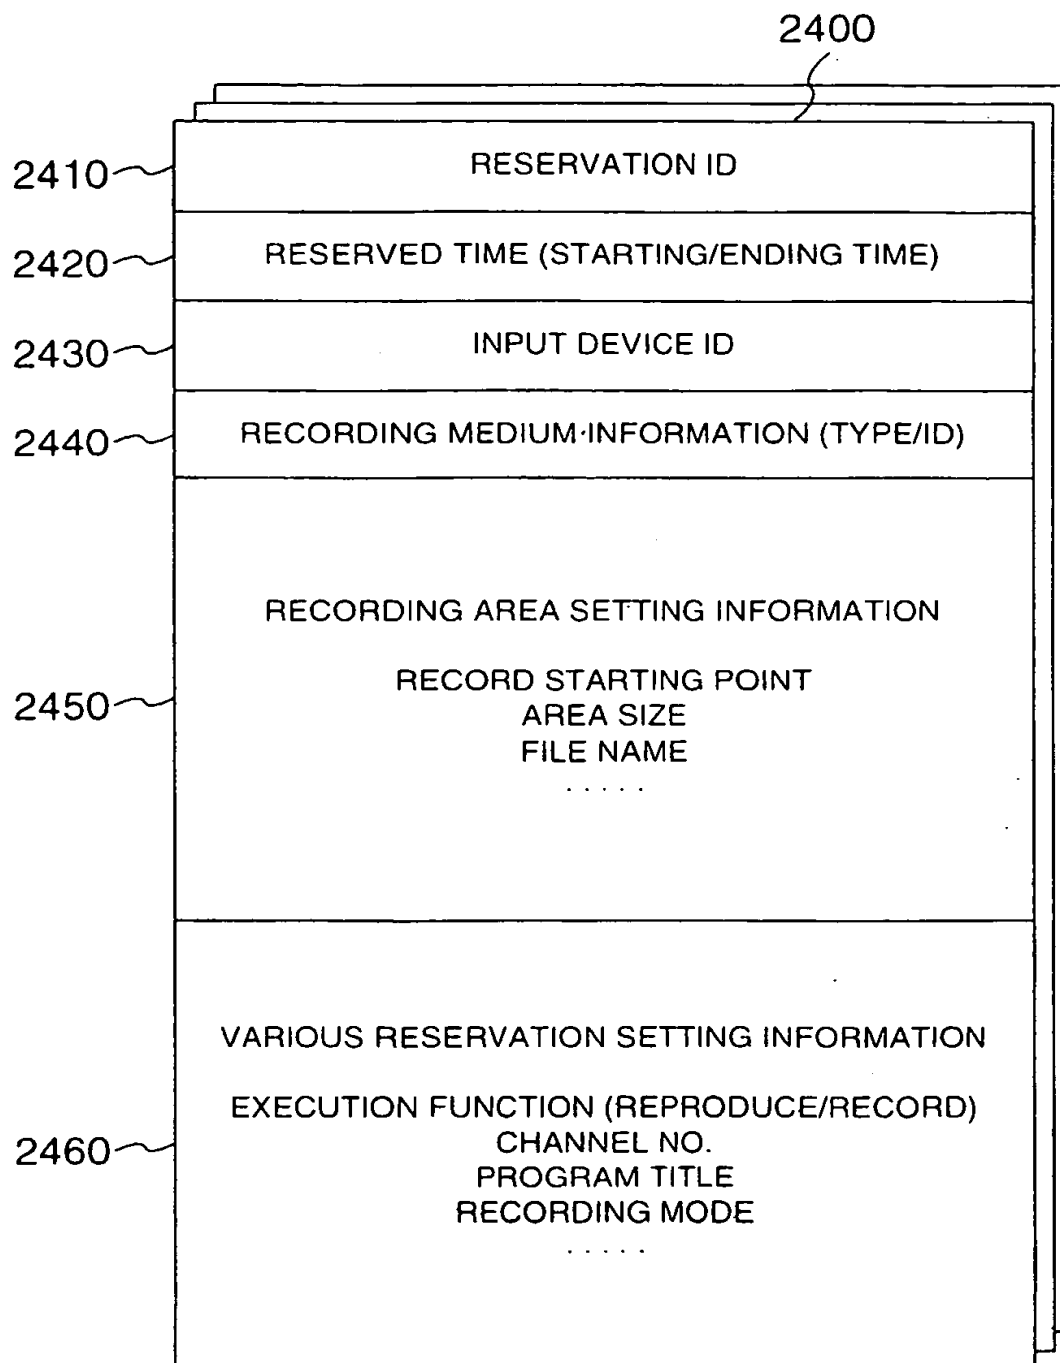 2400
2410 RESERVATION ID
2420 RESERVED TIME (STARTING/ENDING TIME)
2430 INPUT DEVICE ID
2440 RECORDING MEDIUM·INFORMATION (TYPE/ID)
RECORDING AREA SETTING INFORMATION
RECORD STARTING POINT
2450
AREA SIZE
FILE NAME
. . . . .
VARIOUS RESERVATION SETTING INFORMATION
EXECUTION FUNCTION (REPRODUCE/RECORD)
2460
CHANNEL NO.
PROGRAM TITLE
RECORDING MODE
. . . . .